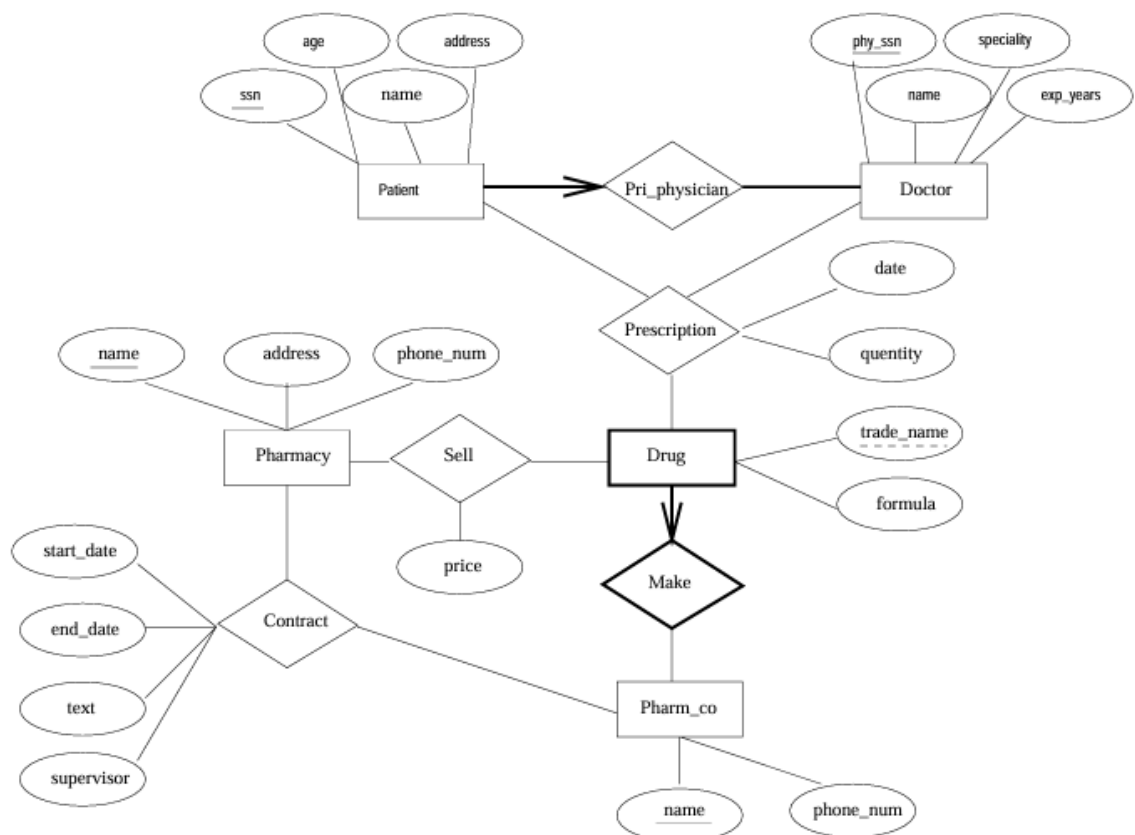 age
address
phy_ssn
speciality
ssn
name
name
exp_years
Patient
Pri_physician
Doctor
date
Prescription
name
address
phone_num
quentity
trade_name
Pharmacy
Sell
Drug
formula
start_date
price
Make
end_date
Contract
text
Pharm_co
supervisor
name
phone_num